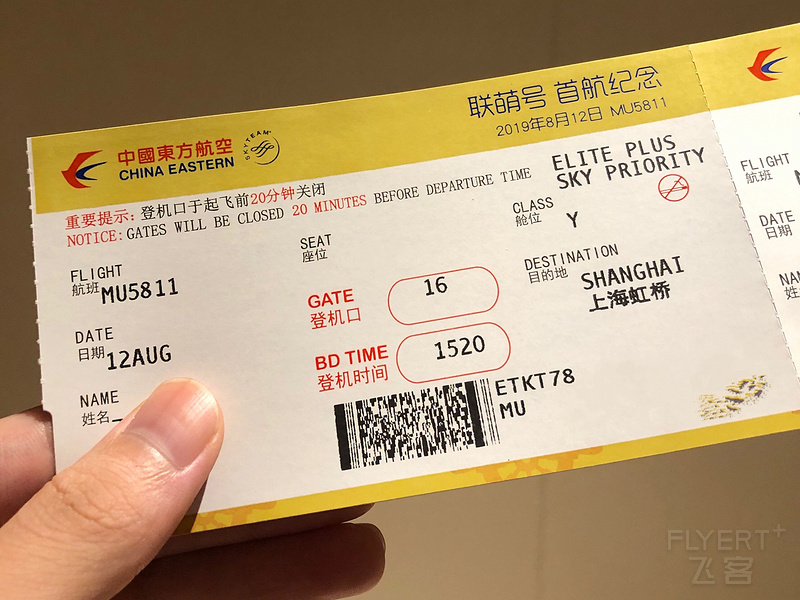 联萌号 首航纪念
2019年8月12日 MU5811
中國東方航空
CHINA EASTERN
SKYTEAM
ELITE PLUS
SKY PRIORITY
重要提示: 登机口于起飞前20分钟关闭
NOTICE: GATES WILL BE CLOSED 20 MINUTES BEFORE DEPARTURE TIME
FLIGHT
航班 MU5811
SEAT
座位
CLASS
舱位 Y
GATE
登机口 16
DESTINATION
目的地 SHANGHAI
上海虹桥
DATE
日期 12AUG
BD TIME
登机时间 1520
NAME
姓名
ETKT78
MU
FLIGHT
航班
DATE
日期
姓
FLYERT+
飞客